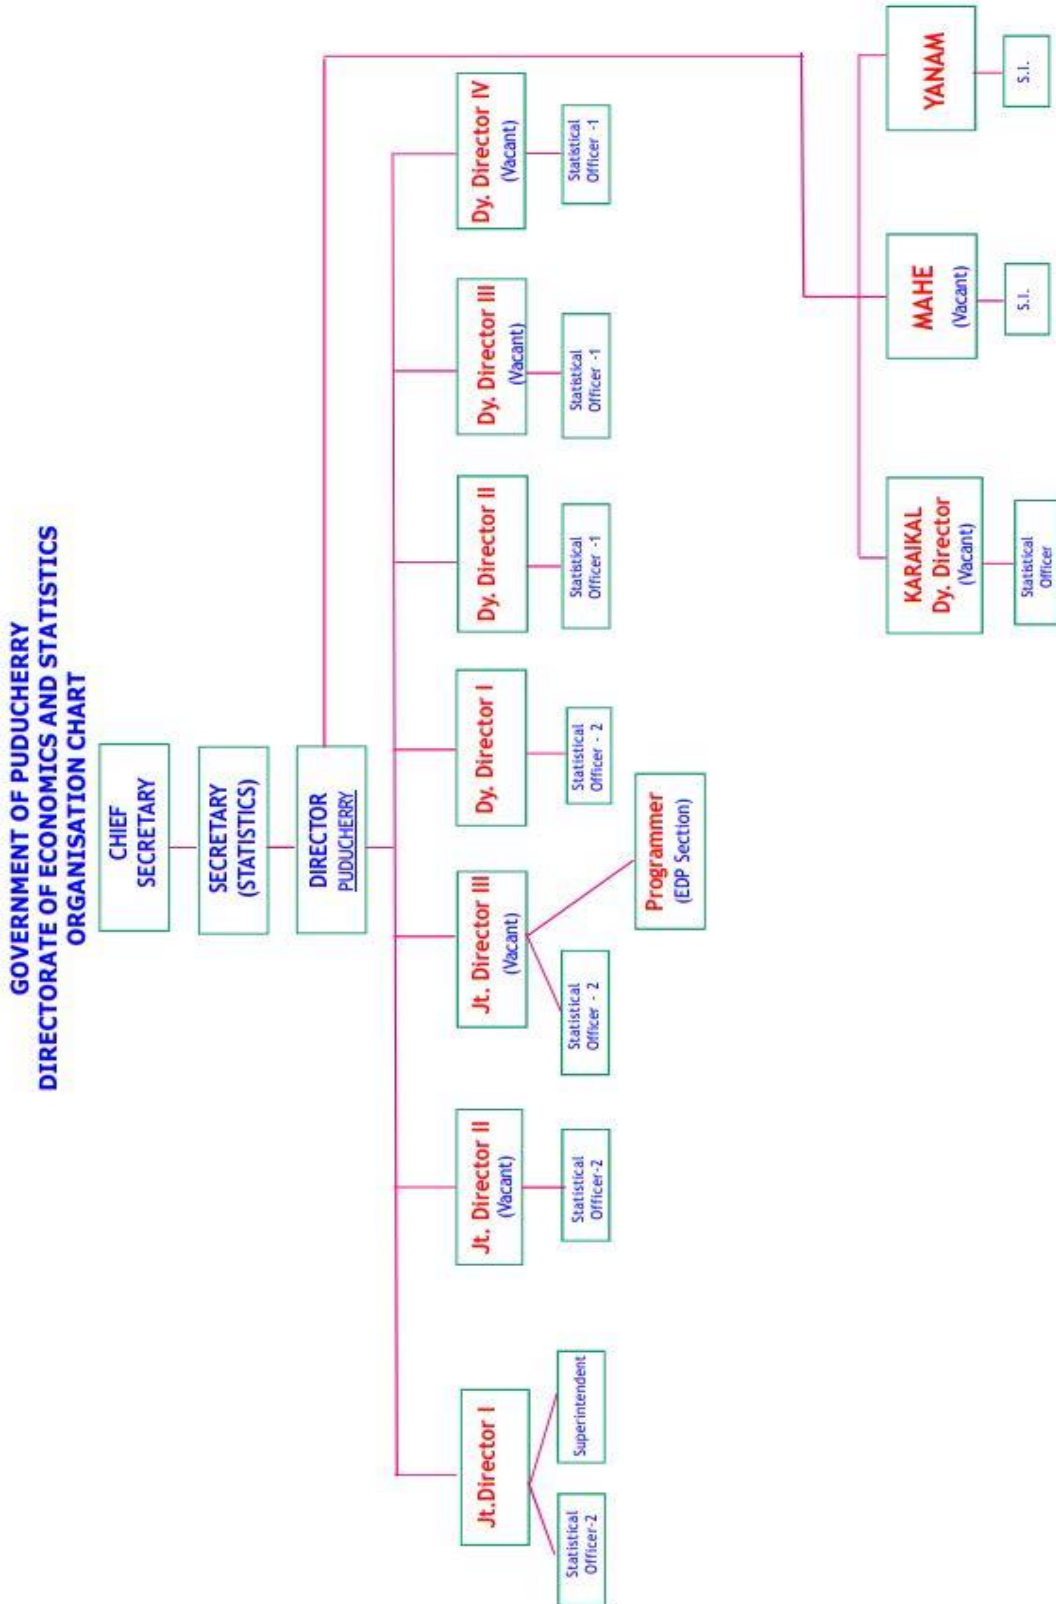 GOVERNMENT OF PUDUCHERRY
DIRECTORATE OF ECONOMICS AND STATISTICS
ORGANISATION CHART
CHIEF
SECRETARY
SECRETARY
(STATISTICS)
DIRECTOR
PUDUCHERRY
Jt.Director I
Jt. Director II
(Vacant)
Jt. Director III
(Vacant)
Dy. Director I
Dy. Director II
Dy. Director III
(Vacant)
Dy. Director IV
(Vacant)
Statistical
Officer-2
Superintendent
Statistical
Officer-2
Statistical
Officer - 2
Programmer
(EDP Section)
Statistical
Officer - 2
Statistical
Officer -1
Statistical
Officer -1
Statistical
Officer -1
KARAIKAL
Dy. Director
(Vacant)
MAHE
(Vacant)
YANAM
Statistical
Officer
S.I.
S.I.